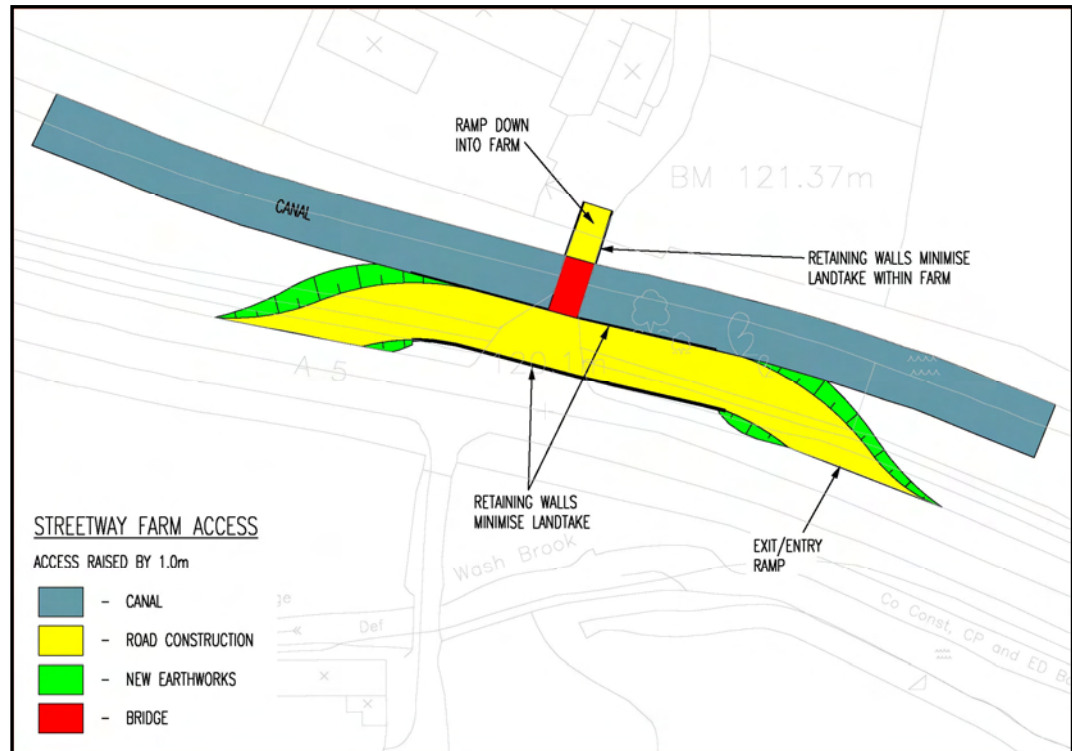 RAMP DOWN
INTO FARM
BM 121.37m
CANAL
RETAINING WALLS MINIMISE
LANDTAKE WITHIN FARM
A 5
RETAINING WALLS
MINIMISE LANDTAKE
EXIT/ENTRY
RAMP
Wash Brook
Co Const, CP and ED
Def
STREETWAY FARM ACCESS
ACCESS RAISED BY 1.0m
- CANAL
- ROAD CONSTRUCTION
- NEW EARTHWORKS
- BRIDGE